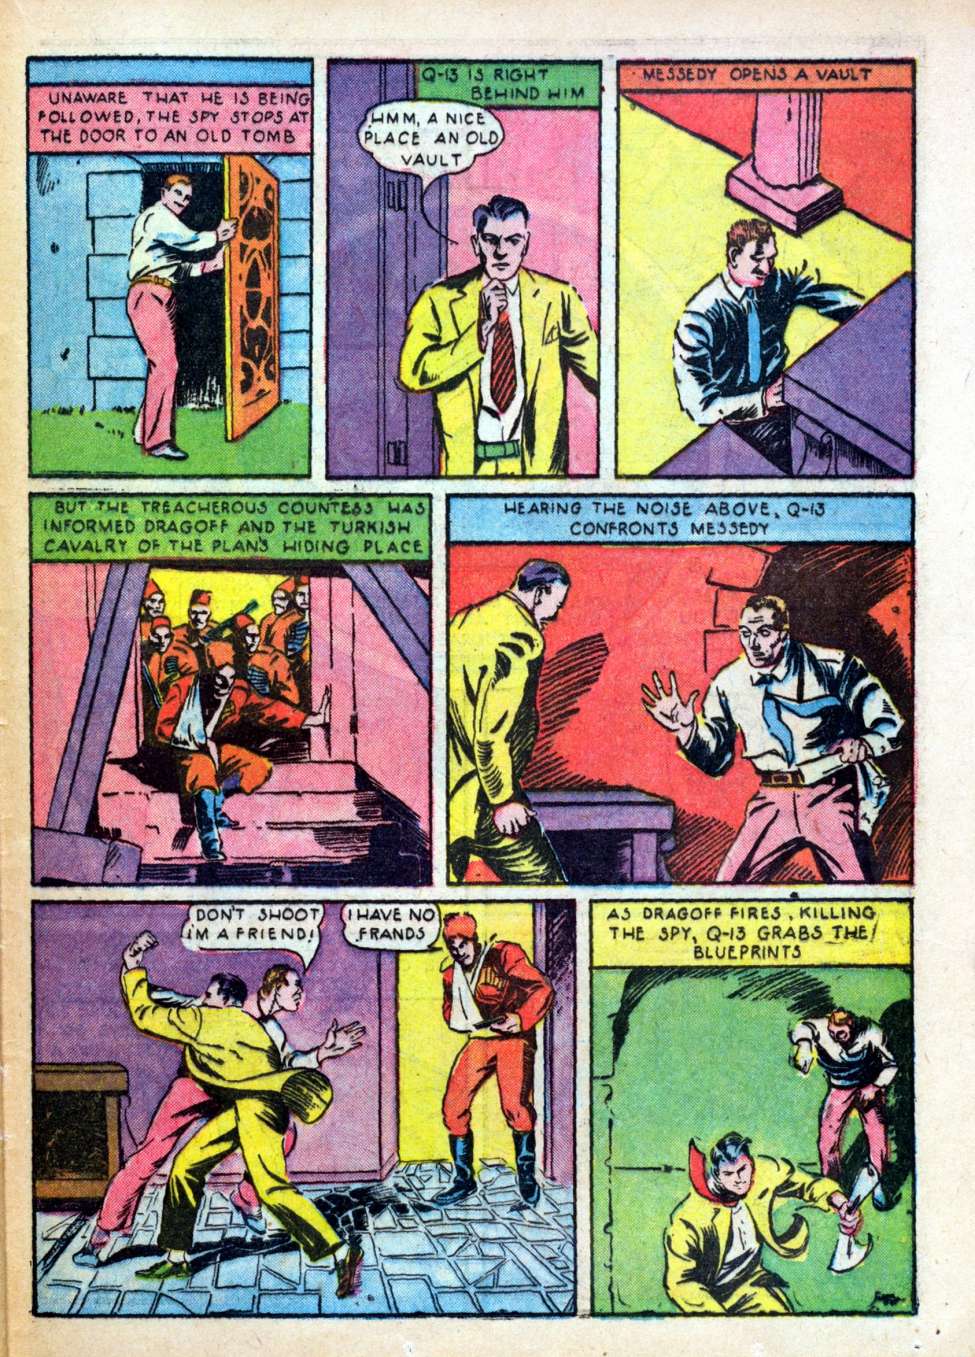 UNAWARE THAT HE IS BEING
FOLLOWED, THE SPY STOPS AT
THE DOOR TO AN OLD TOMB
Q-13 IS RIGHT
BEHIND HIM
HMM, A NICE
PLACE AN OLD
VAULT
MESSEDY OPENS A VAULT
BUT THE TREACHEROUS COUNTESS HAS
INFORMED DRAGOFF AND THE TURKISH
CAVALRY OF THE PLAN'S HIDING PLACE
HEARING THE NOISE ABOVE, Q-13
CONFRONTS MESSEDY
DON'T SHOOT
I'M A FRIEND!
I HAVE NO
FRANDS
AS DRAGOFF FIRES, KILLING
THE SPY, Q-13 GRABS THE
BLUEPRINTS